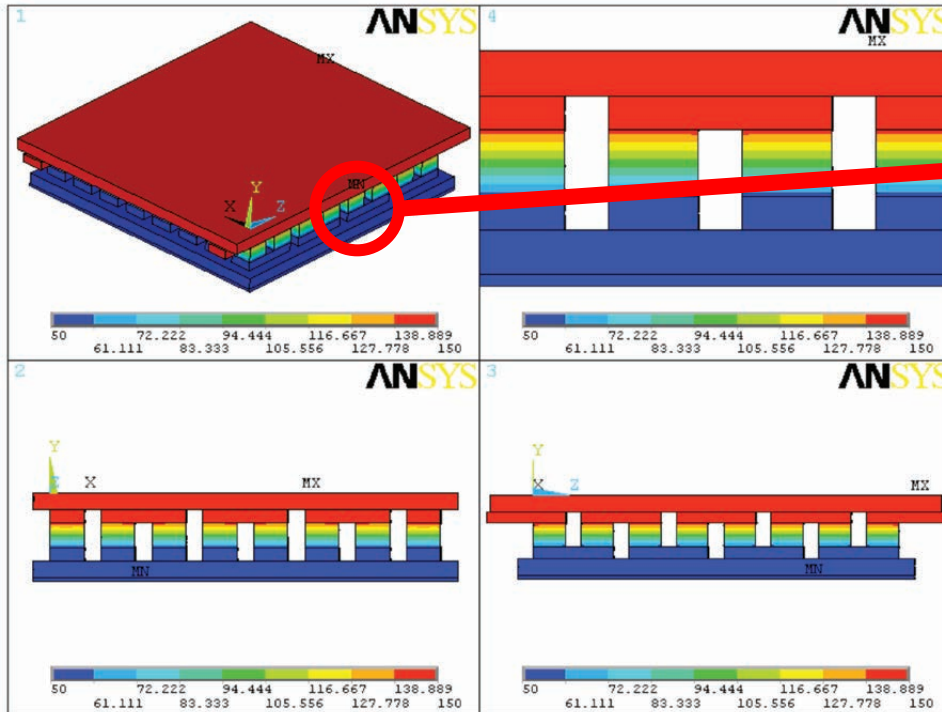 1
ANSYS
MX
MN
Y
X
Z
50
72.222
94.444
116.667
138.889
61.111
83.333
105.556
127.778
150
4
ANSYS
MX
50
72.222
94.444
116.667
138.889
61.111
83.333
105.556
127.778
150
2
ANSYS
Y
Z
X
MX
MN
50
72.222
94.444
116.667
138.889
61.111
83.333
105.556
127.778
150
3
ANSYS
Y
X
Z
MX
MN
50
72.222
94.444
116.667
138.889
61.111
83.333
105.556
127.778
150